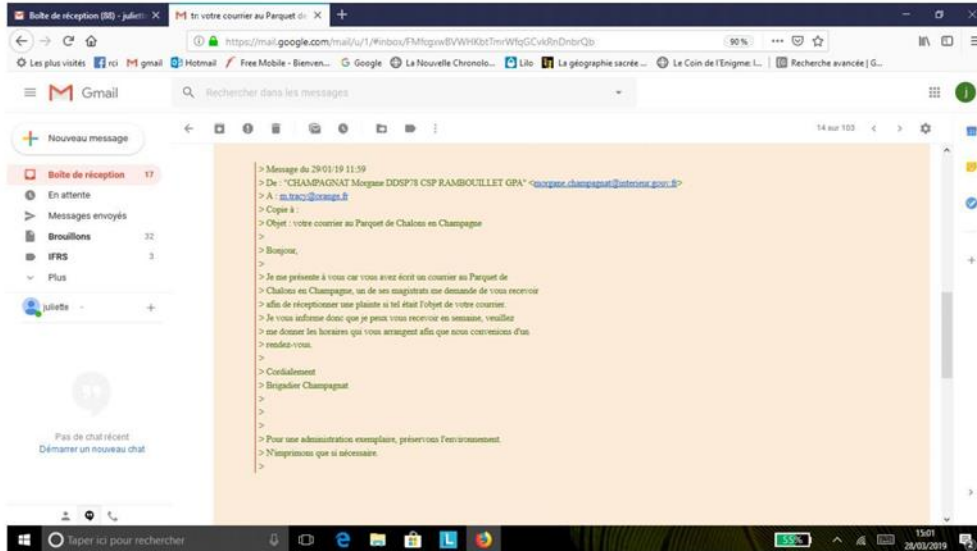 Boîte de réception (88) - juliett
tr: votre courrier au Parquet de
https://mail.google.com/mail/u/1/#inbox/FMfcgxwBVWHKbtTmrWfqGCvkRnDnbrQb
90 %
Les plus visités rci M gmail Hotmail Free Mobile - Bienven... Google La Nouvelle Chronolo... Lilo La géographie sacrée ... Le Coin de l'Enigme: I... Recherche avancée | G...
Gmail
Rechercher dans les messages
j
Nouveau message
14 sur 103
Boîte de réception 17
En attente
Messages envoyés
Brouillons 32
IFRS 3
Plus
juliette
Pas de chat récent
Démarrer un nouveau chat
> Message du 29/01/19 11:59
> De : "CHAMPAGNAT Morgane DDSP78 CSP RAMBOUILLET GPA" <morgane.champagnat@interieur.gouv.fr>
> A : m.tracy@orange.fr
> Copie à :
> Objet : votre courrier au Parquet de Chalons en Champagne
>
> Bonjour,
>
> Je me présente à vous car vous avez écrit un courrier au Parquet de
> Chalons en Champagne, un de ses magistrats me demande de vous recevoir
> afin de réceptionner une plainte si tel était l'objet de votre courrier.
> Je vous informe donc que je peux vous recevoir en semaine, veuillez
> me donner les horaires qui vous arrangent afin que nous convenions d'un
> rendez-vous.
>
> Cordialement
> Brigadier Champagnat
>
>
>
> Pour une administration exemplaire, préservons l'environnement.
> N'imprimons que si nécessaire.
>
Taper ici pour rechercher
55%
15:01
28/03/2019